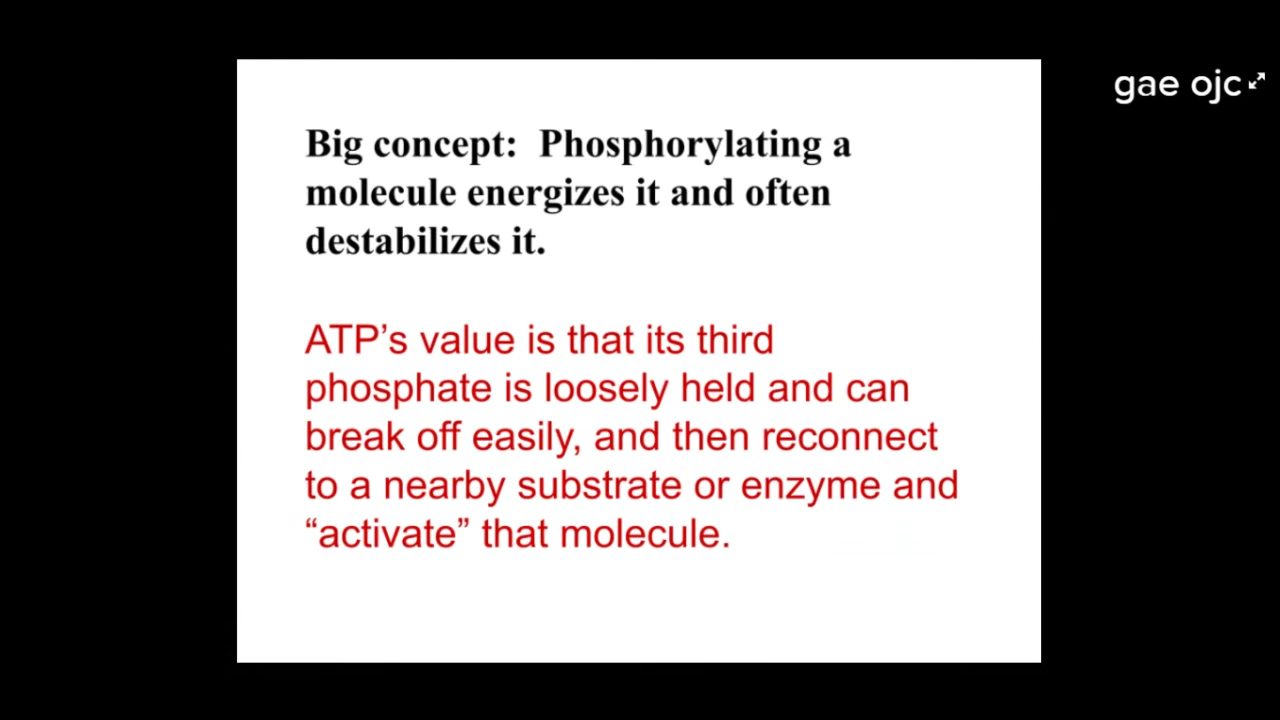 gae ojc
Big concept:  Phosphorylating a
molecule energizes it and often
destabilizes it.
ATP’s value is that its third
phosphate is loosely held and can
break off easily, and then reconnect
to a nearby substrate or enzyme and
“activate” that molecule.